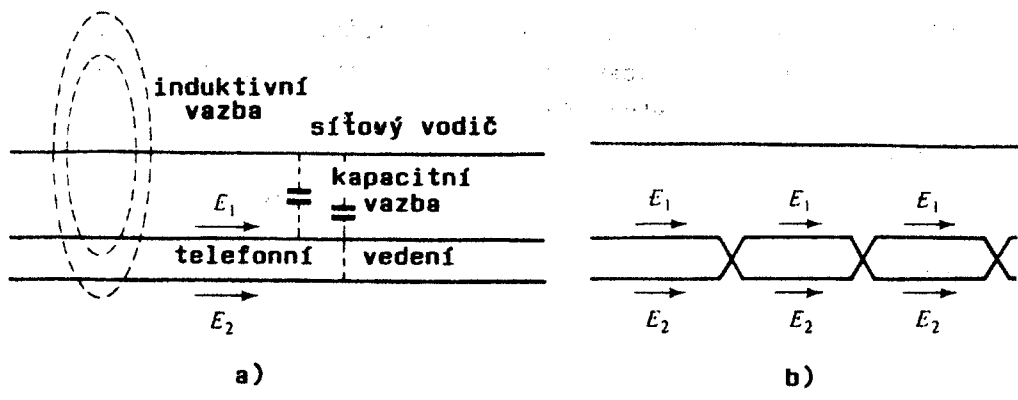 induktivní
vazba
síťový vodič
kapacitní
vazba
E₁
telefonní vedení
E₂
a)
E₁ E₁ E₁
E₂ E₂ E₂
b)